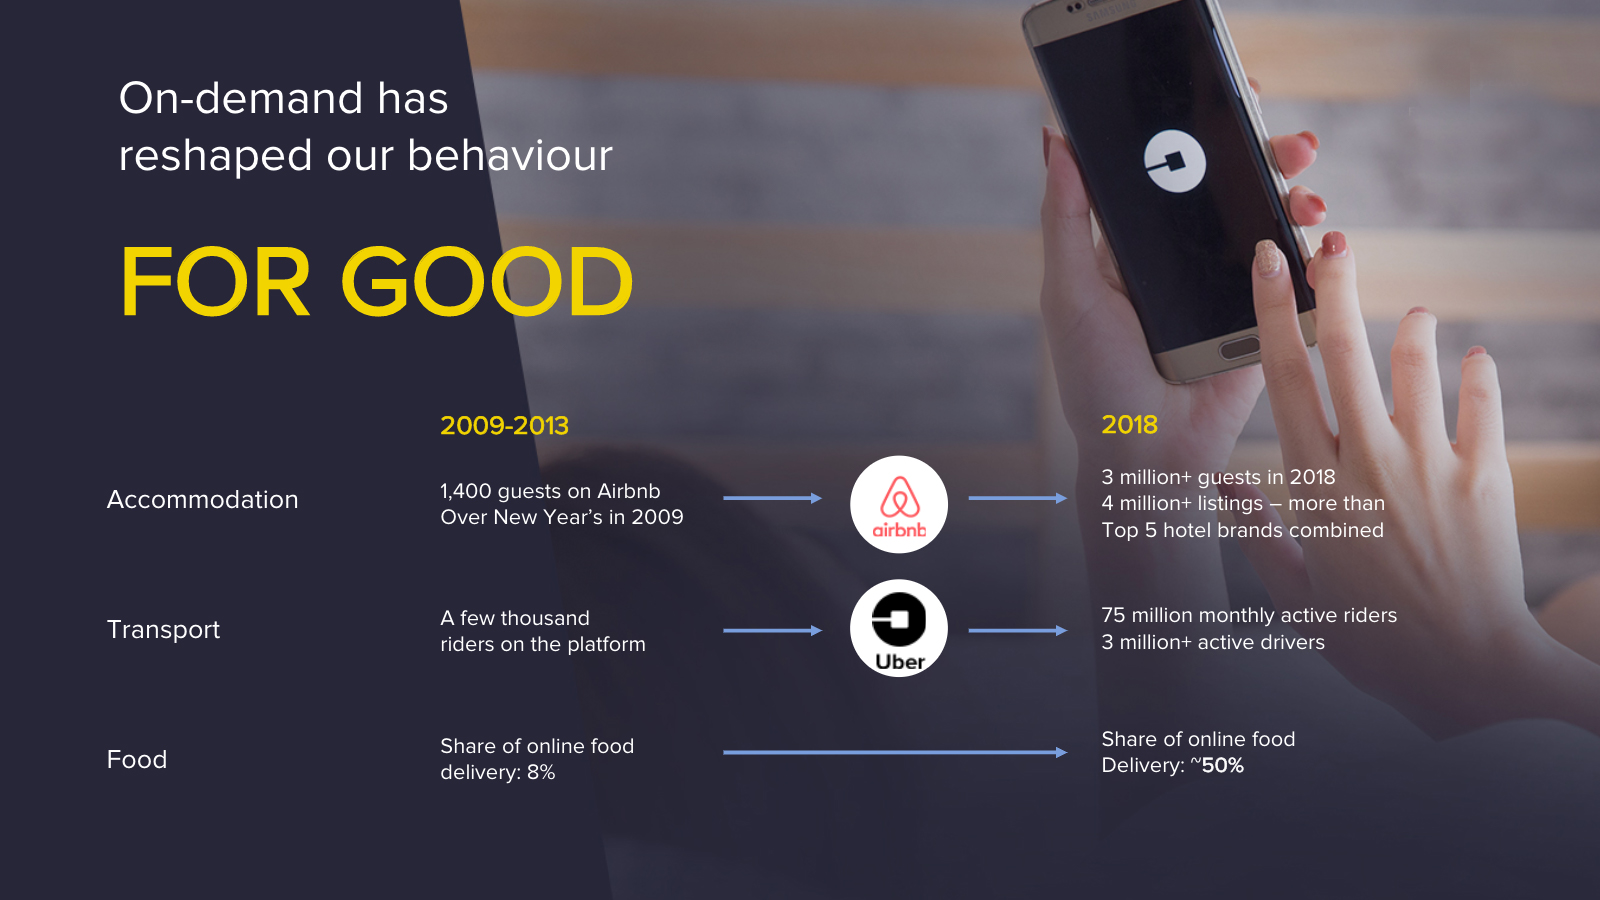 On-demand has
reshaped our behaviour
FOR GOOD
2009-2013
2018
Accommodation
1,400 guests on Airbnb
Over New Year’s in 2009
airbnb
3 million+ guests in 2018
4 million+ listings – more than
Top 5 hotel brands combined
Transport
A few thousand
riders on the platform
Uber
75 million monthly active riders
3 million+ active drivers
Food
Share of online food
delivery: 8%
Share of online food
Delivery: ~50%
SAMSUNG